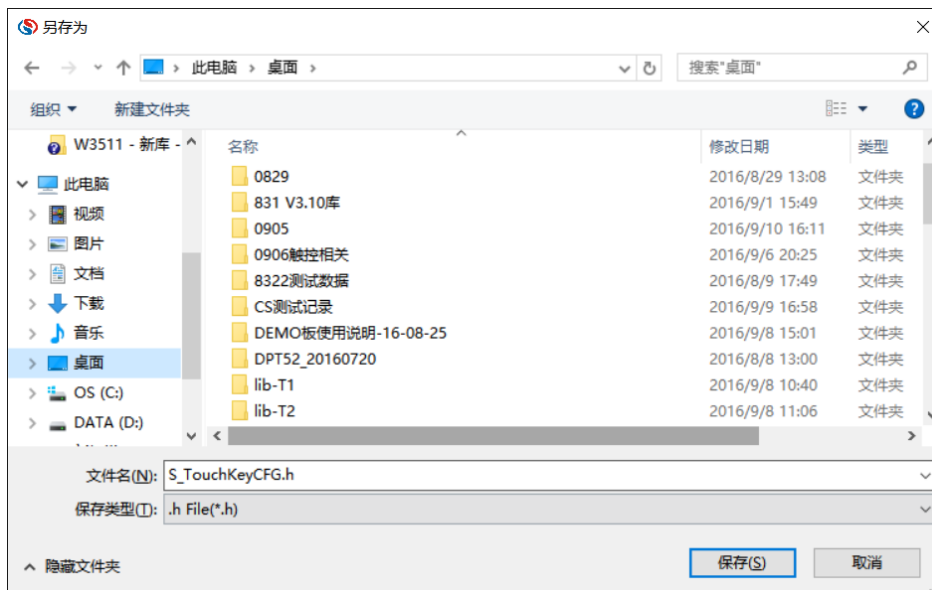 另存为
此电脑 › 桌面 ›
搜索"桌面"
组织 新建文件夹
W3511 - 新库 -
此电脑
视频
图片
文档
下载
音乐
桌面
OS (C:)
DATA (D:)
名称 修改日期 类型
0829 2016/8/29 13:08 文件夹
831 V3.10库 2016/9/1 15:49 文件夹
0905 2016/9/10 16:11 文件夹
0906触控相关 2016/9/6 20:25 文件夹
8322测试数据 2016/8/9 17:49 文件夹
CS测试记录 2016/9/9 16:58 文件夹
DEMO板使用说明-16-08-25 2016/9/8 15:01 文件夹
DPT52_20160720 2016/8/8 13:00 文件夹
lib-T1 2016/9/8 10:40 文件夹
lib-T2 2016/9/8 11:06 文件夹
文件名(N): S_TouchKeyCFG.h
保存类型(T): .h File(*.h)
隐藏文件夹 保存(S) 取消